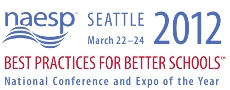 naesp® SEATTLE 2012
March 22–24
BEST PRACTICES FOR BETTER SCHOOLS™
National Conference and Expo of the Year